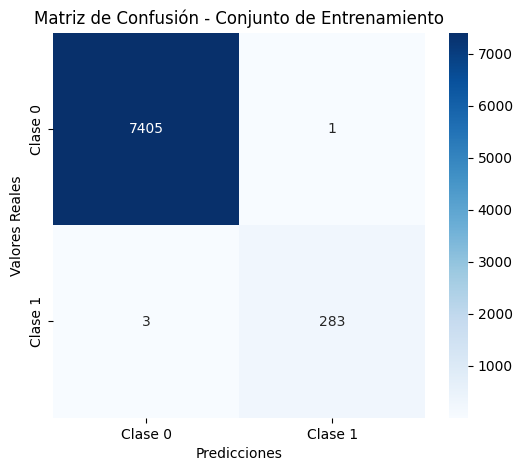 Matriz de Confusión - Conjunto de Entrenamiento
Valores Reales
Clase 0
7405
1
Clase 1
3
283
Clase 0
Clase 1
Predicciones
7000
6000
5000
4000
3000
2000
1000